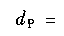 d_P =